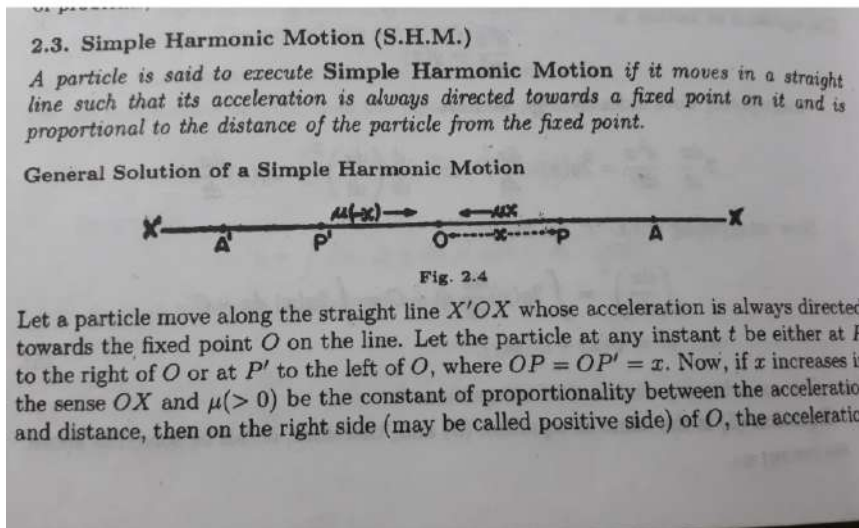 2.3. Simple Harmonic Motion (S.H.M.)
A particle is said to execute Simple Harmonic Motion if it moves in a straight
line such that its acceleration is always directed towards a fixed point on it and is
proportional to the distance of the particle from the fixed point.
General Solution of a Simple Harmonic Motion
μ(-x) μx
X' A' P' O x P A X
Fig. 2.4
Let a particle move along the straight line X'OX whose acceleration is always directed
towards the fixed point O on the line. Let the particle at any instant t be either at P
to the right of O or at P' to the left of O, where OP = OP' = x. Now, if x increases in
the sense OX and μ(> 0) be the constant of proportionality between the acceleratio
and distance, then on the right side (may be called positive side) of O, the acceleratio